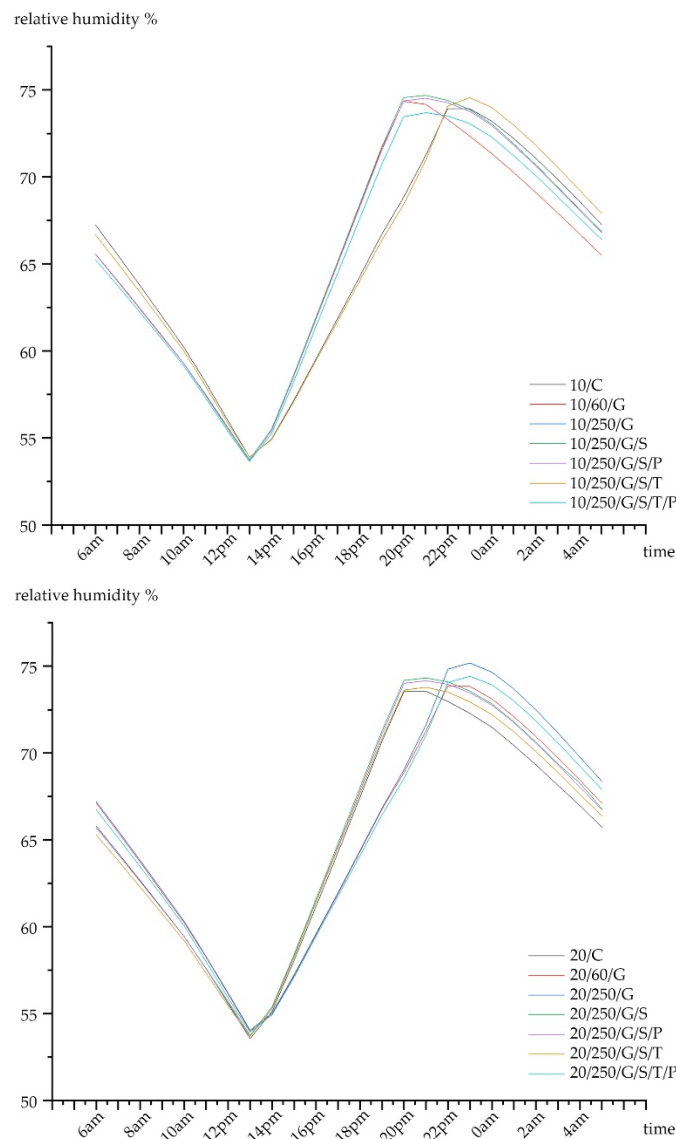 relative humidity %
75
70
65
60
55
50
10/C
10/60/G
10/250/G
10/250/G/S
10/250/G/S/P
10/250/G/S/T
10/250/G/S/T/P
6am 8am 10am 12pm 14pm 16pm 18pm 20pm 22pm 0am 2am 4am time
relative humidity %
75
70
65
60
55
50
20/C
20/60/G
20/250/G
20/250/G/S
20/250/G/S/P
20/250/G/S/T
20/250/G/S/T/P
6am 8am 10am 12pm 14pm 16pm 18pm 20pm 22pm 0am 2am 4am time